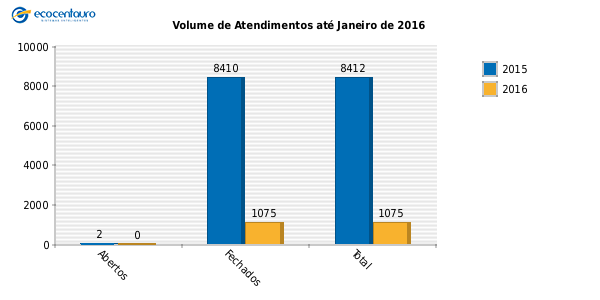 ecocentauro
Volume de Atendimentos até Janeiro de 2016
10000
8000
6000
4000
2000
0
2
0
8410
1075
8412
1075
Abertos
Fechados
Total
2015
2016